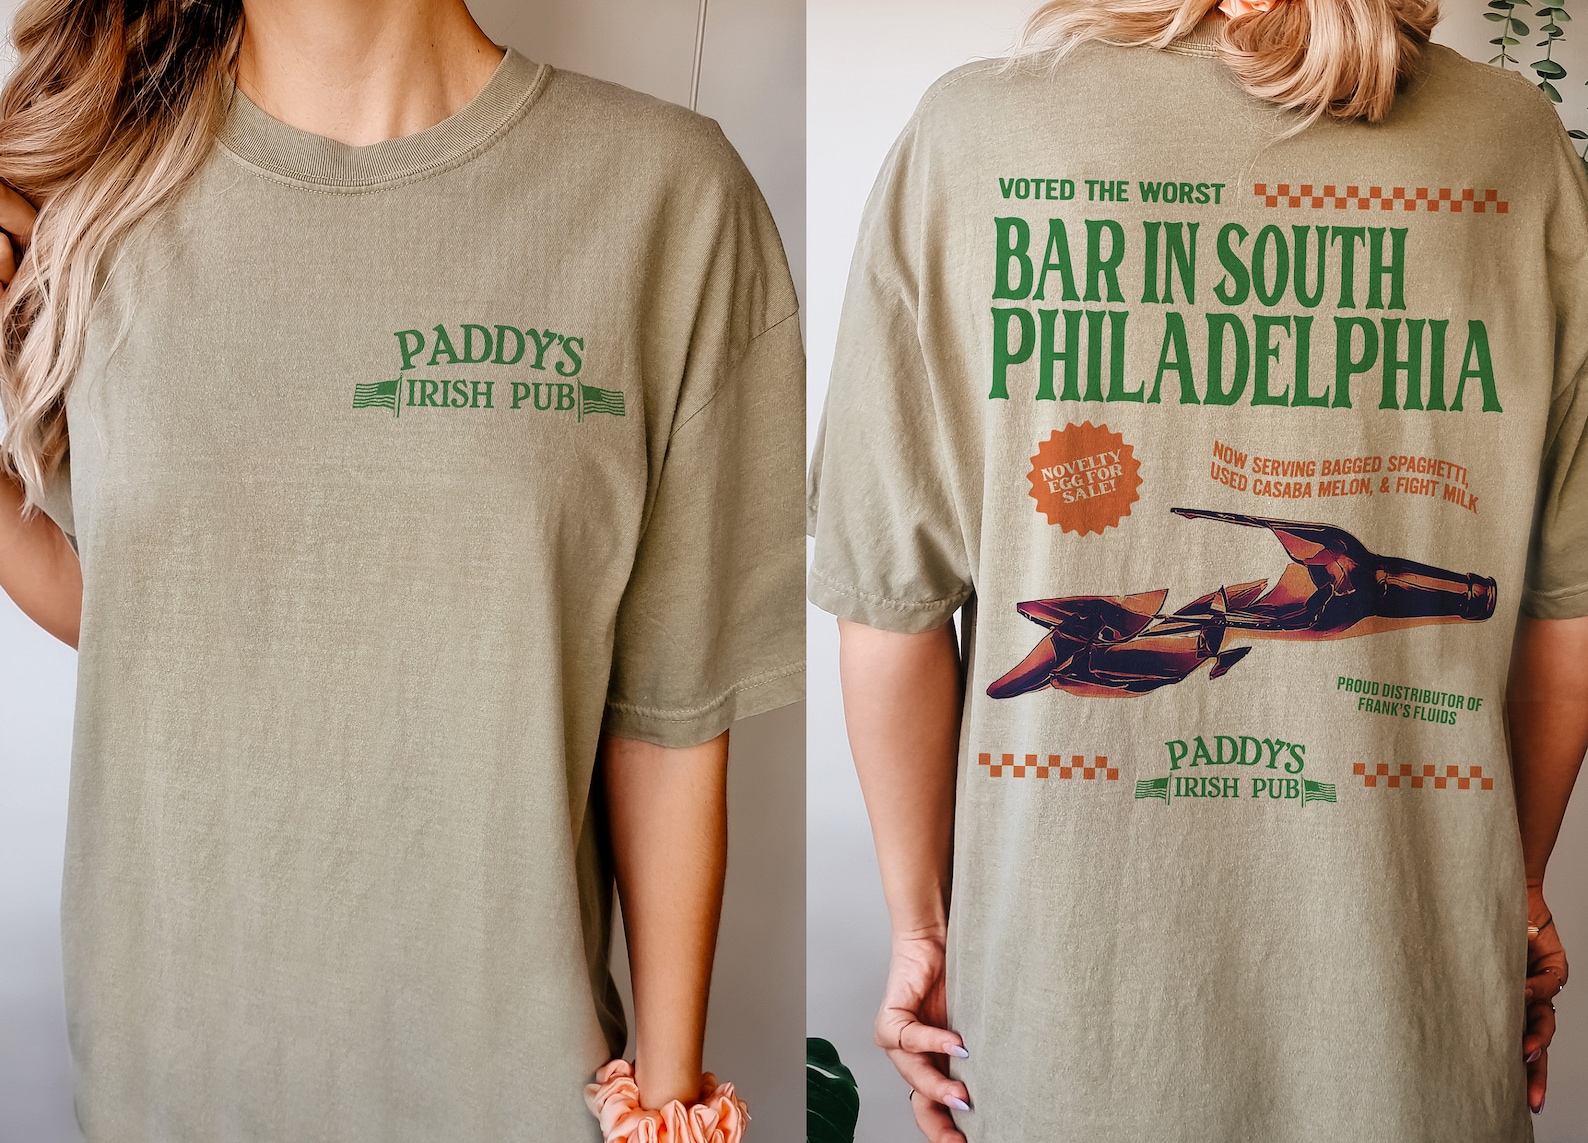 PADDY'S
IRISH PUB
VOTED THE WORST
BAR IN SOUTH
PHILADELPHIA
NOVELTY
EGG FOR
SALE!
NOW SERVING BAGGED SPAGHETTI,
USED CASABA MELON, & FIGHT MILK
PROUD DISTRIBUTOR OF
FRANK'S FLUIDS
PADDY'S
IRISH PUB